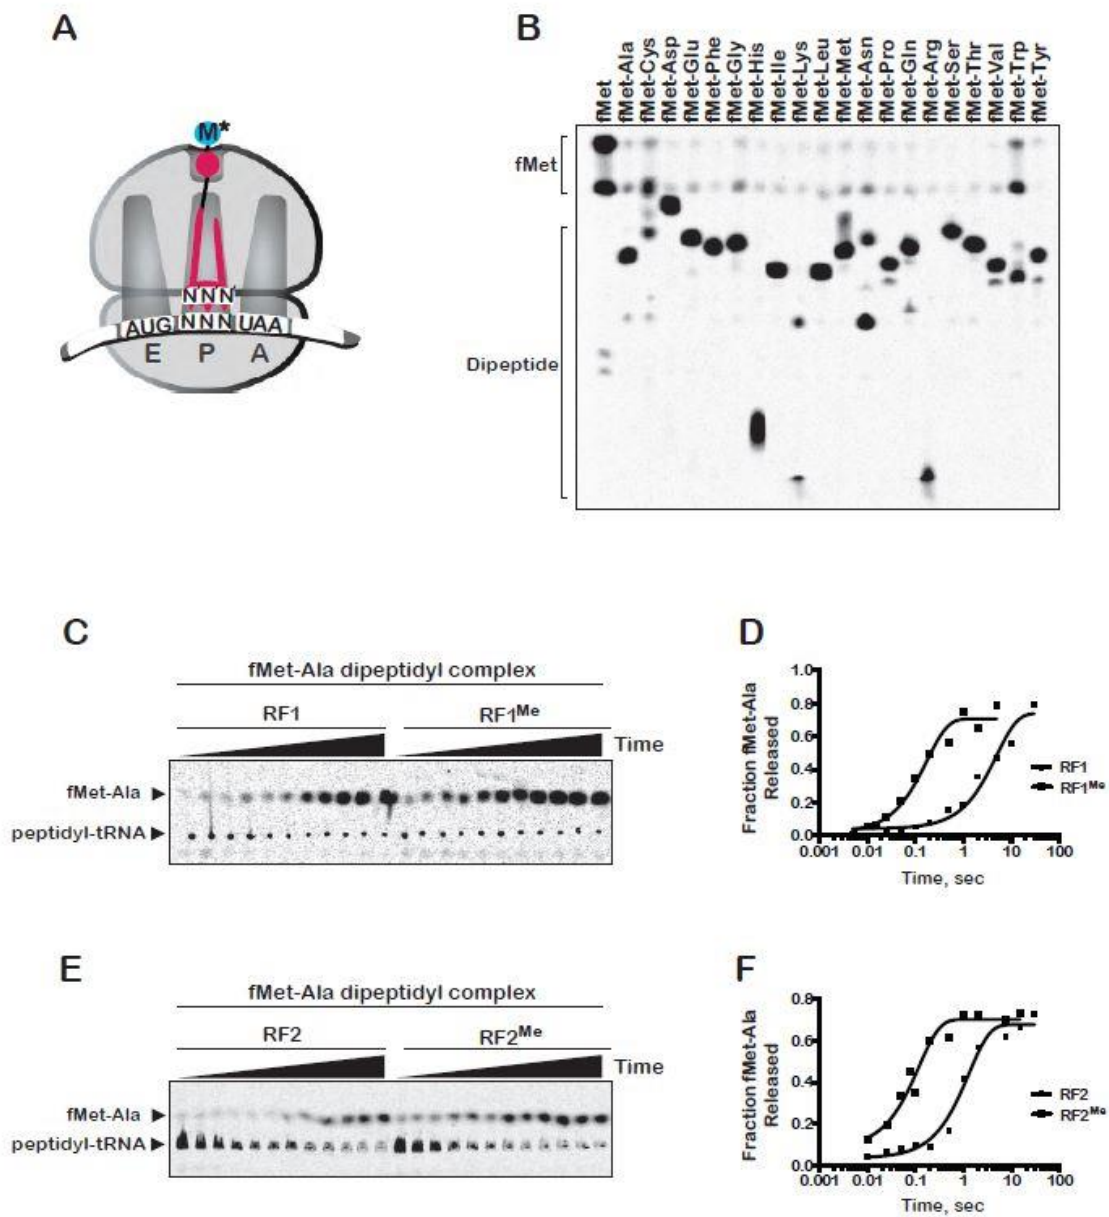 A
M*
N N N
AUG N N N UAA
E P A
B
fMet
fMet-Ala
fMet-Cys
fMet-Asp
fMet-Glu
fMet-Phe
fMet-Gly
fMet-His
fMet-Ile
fMet-Lys
fMet-Leu
fMet-Met
fMet-Asn
fMet-Pro
fMet-Gln
fMet-Arg
fMet-Ser
fMet-Thr
fMet-Val
fMet-Trp
fMet-Tyr
fMet
Dipeptide
C
fMet-Ala dipeptidyl complex
RF1 RF1Me
Time
fMet-Ala
peptidyl-tRNA
D
Fraction fMet-Ala
Released
1.0
0.8
0.6
0.4
0.2
0.0
0.001 0.01 0.1 1 10 100
Time, sec
RF1
RF1Me
E
fMet-Ala dipeptidyl complex
RF2 RF2Me
Time
fMet-Ala
peptidyl-tRNA
F
Fraction fMet-Ala
Released
0.8
0.6
0.4
0.2
0.0
0.001 0.01 0.1 1 10 100
Time, sec
RF2
RF2Me